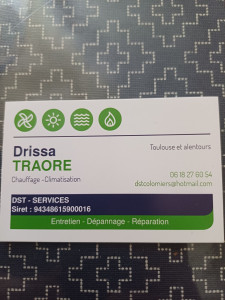 Toulouse et alentours
Drissa
TRAORE
Chauffage -Climatisation
06 18 27 60 54
dstcolomiers@hotmail.com
DST - SERVICES
Siret : 94348615900016
Entretien - Dépannage - Réparation